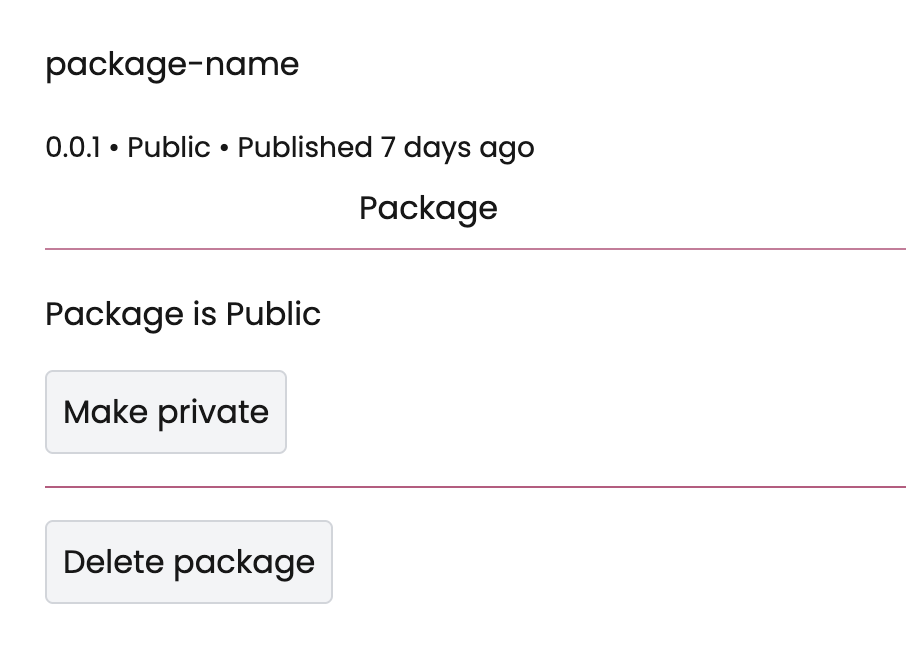 package-name
0.0.1 • Public • Published 7 days ago
Package
Package is Public
Make private
Delete package